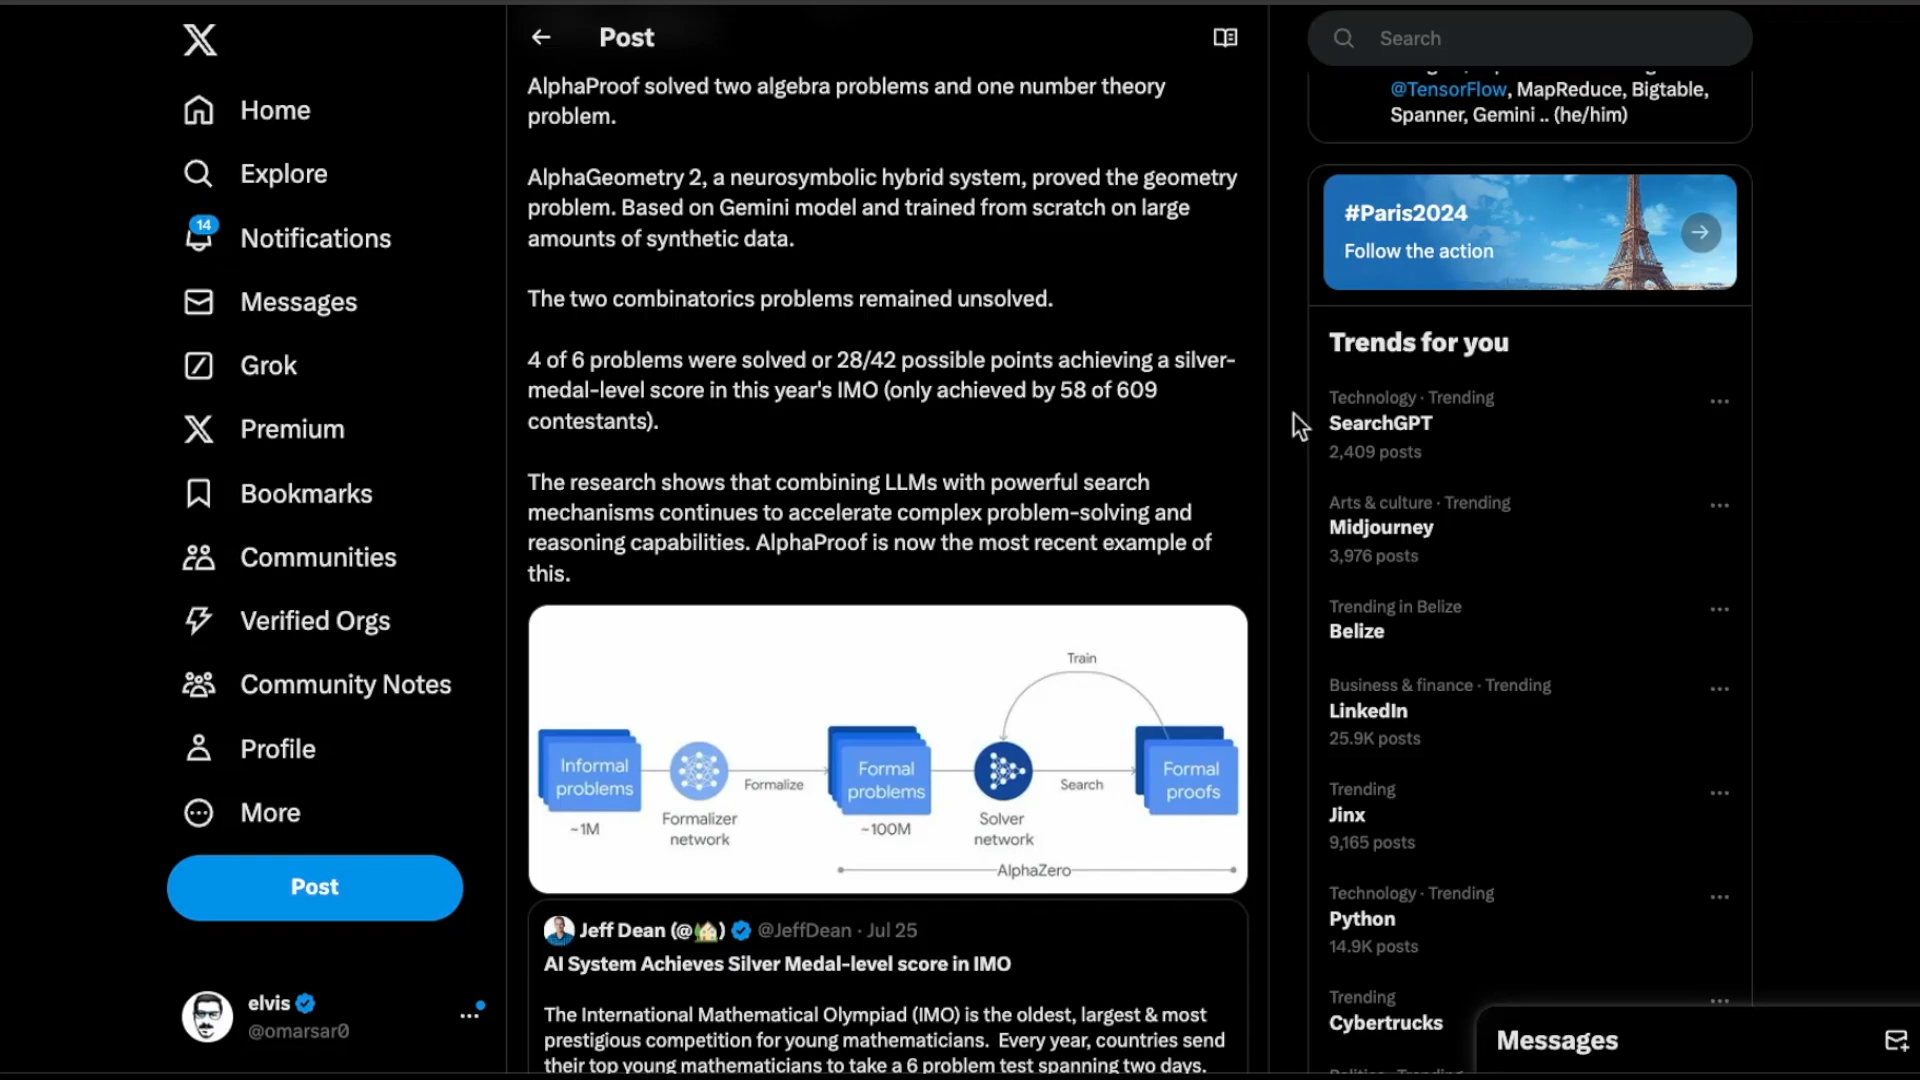 Home
Explore
14
Notifications
Messages
Grok
Premium
Bookmarks
Communities
Verified Orgs
Community Notes
Profile
More
Post
elvis
@omarsar0
Post
AlphaProof solved two algebra problems and one number theory
problem.
AlphaGeometry 2, a neurosymbolic hybrid system, proved the geometry
problem. Based on Gemini model and trained from scratch on large
amounts of synthetic data.
The two combinatorics problems remained unsolved.
4 of 6 problems were solved or 28/42 possible points achieving a silver-
medal-level score in this year's IMO (only achieved by 58 of 609
contestants).
The research shows that combining LLMs with powerful search
mechanisms continues to accelerate complex problem-solving and
reasoning capabilities. AlphaProof is now the most recent example of
this.
Train
Informal
problems
~1M
Formalizer
network
Formalize
Formal
problems
~100M
Solver
network
Search
Formal
proofs
AlphaZero
Jeff Dean (@🏡) @JeffDean · Jul 25
AI System Achieves Silver Medal-level score in IMO
The International Mathematical Olympiad (IMO) is the oldest, largest & most
prestigious competition for young mathematicians. Every year, countries send
their top young mathematicians to take a 6 problem test spanning two days.
Search
@TensorFlow, MapReduce, Bigtable,
Spanner, Gemini .. (he/him)
#Paris2024
Follow the action
Trends for you
Technology · Trending
SearchGPT
2,409 posts
Arts & culture · Trending
Midjourney
3,976 posts
Trending in Belize
Belize
Business & finance · Trending
LinkedIn
25.9K posts
Trending
Jinx
9,165 posts
Technology · Trending
Python
14.9K posts
Trending
Cybertrucks
Messages